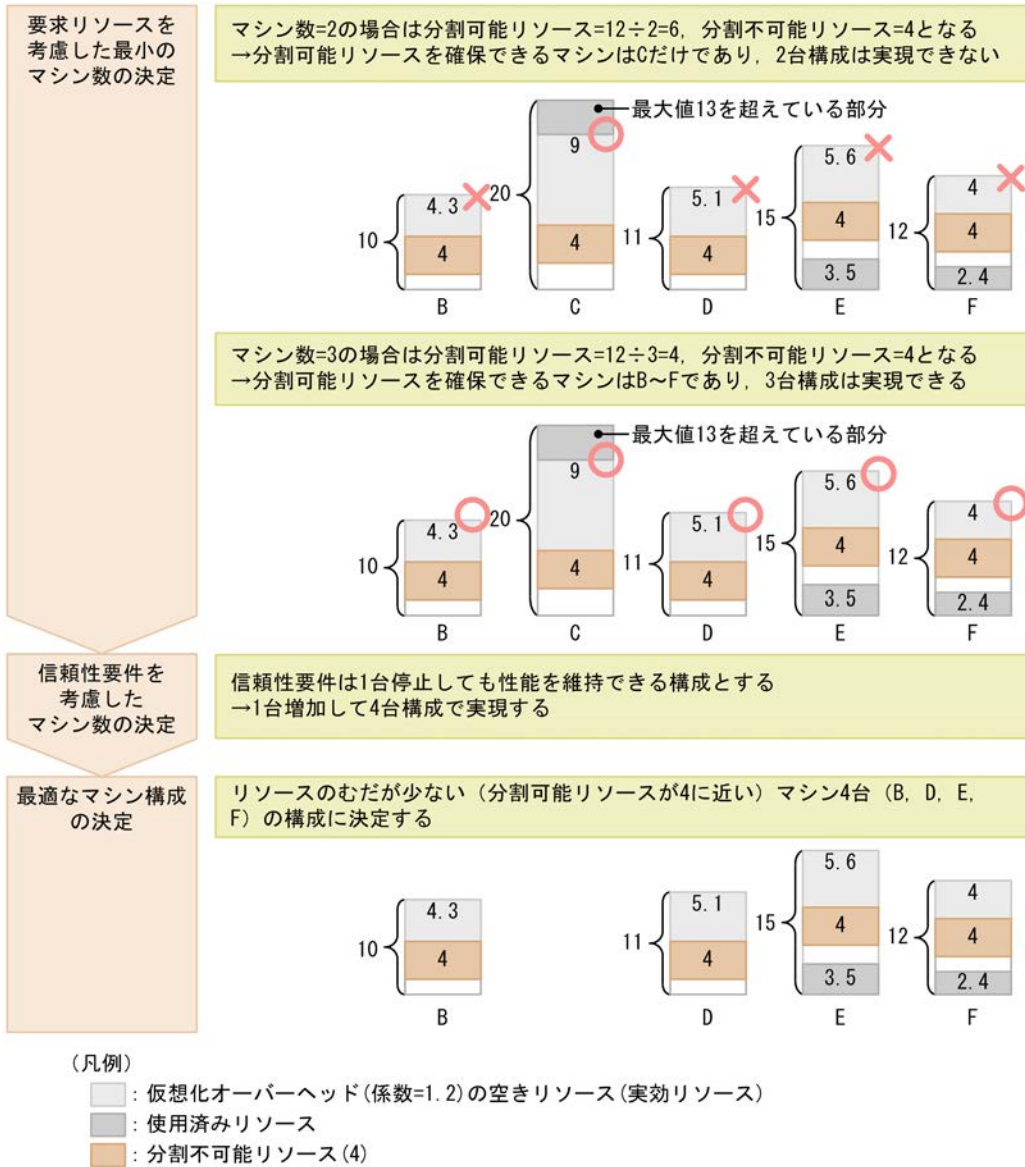 要求リソースを
考慮した最小の
マシン数の決定
マシン数=2の場合は分割可能リソース=12÷2=6, 分割不可能リソース=4となる
→分割可能リソースを確保できるマシンはCだけであり, 2台構成は実現できない
最大値13を超えている部分
10
4.3
4
B
20
9
4
C
11
5.1
4
D
15
5.6
4
3.5
E
12
4
4
2.4
F
マシン数=3の場合は分割可能リソース=12÷3=4, 分割不可能リソース=4となる
→分割可能リソースを確保できるマシンはB～Fであり, 3台構成は実現できる
最大値13を超えている部分
10
4.3
4
B
20
9
4
C
11
5.1
4
D
15
5.6
4
3.5
E
12
4
4
2.4
F
信頼性要件を
考慮した
マシン数の決定
信頼性要件は1台停止しても性能を維持できる構成とする
→1台増加して4台構成で実現する
最適なマシン構成
の決定
リソースのむだが少ない（分割可能リソースが4に近い）マシン4台（B, D, E,
F）の構成に決定する
10
4.3
4
B
11
5.1
4
D
15
5.6
4
3.5
E
12
4
4
2.4
F
（凡例）
：仮想化オーバーヘッド(係数=1.2)の空きリソース(実効リソース)
：使用済みリソース
：分割不可能リソース(4)